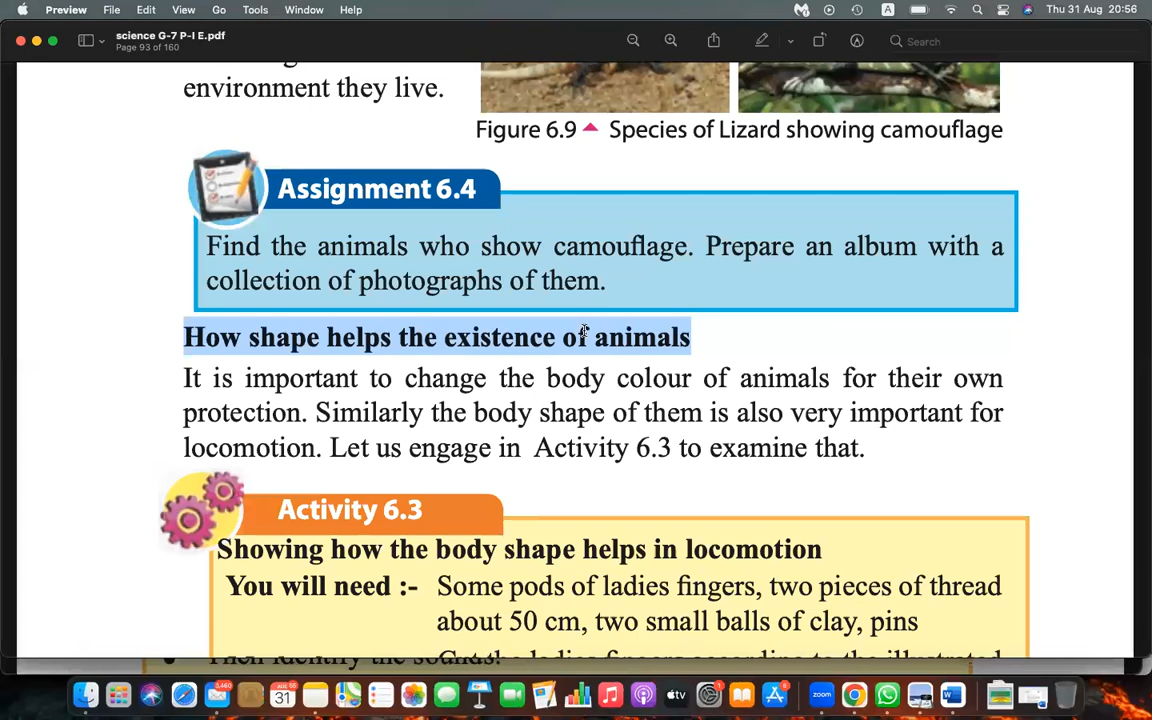 Preview File Edit View Go Tools Window Help
A Thu 31 Aug 20:56
science G-7 P-I E.pdf
Page 93 of 160
Search
environment they live.
Figure 6.9 Species of Lizard showing camouflage
Assignment 6.4
Find the animals who show camouflage. Prepare an album with a
collection of photographs of them.
How shape helps the existence of animals
It is important to change the body colour of animals for their own
protection. Similarly the body shape of them is also very important for
locomotion. Let us engage in Activity 6.3 to examine that.
Activity 6.3
Showing how the body shape helps in locomotion
You will need :- Some pods of ladies fingers, two pieces of thread
about 50 cm, two small balls of clay, pins
31
tv
zoom
W